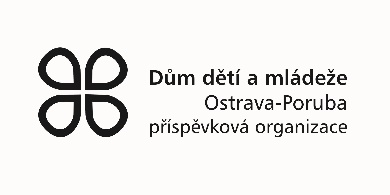 Dům dětí a mládeže
Ostrava-Poruba
příspěvková organizace